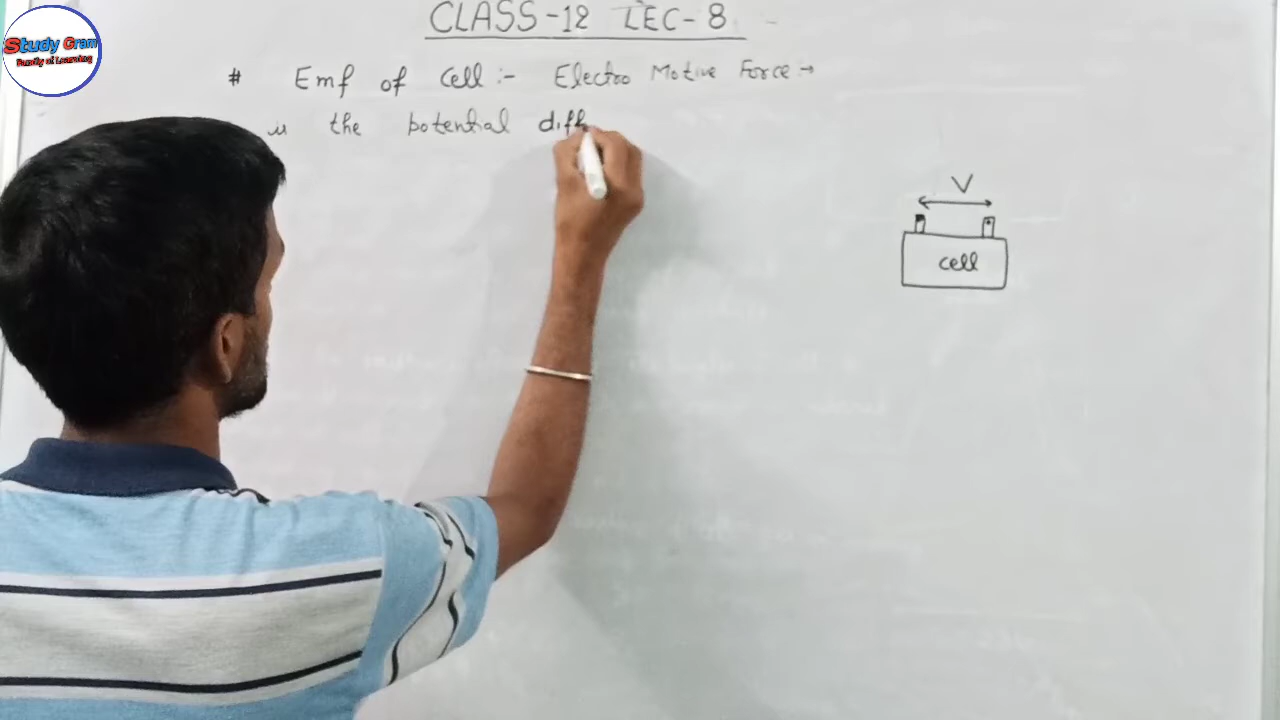 Study Gram
Family of Learning
CLASS-12 LEC-8
# Emf of cell :- Electro Motive Force →
is the potential diff
V
cell